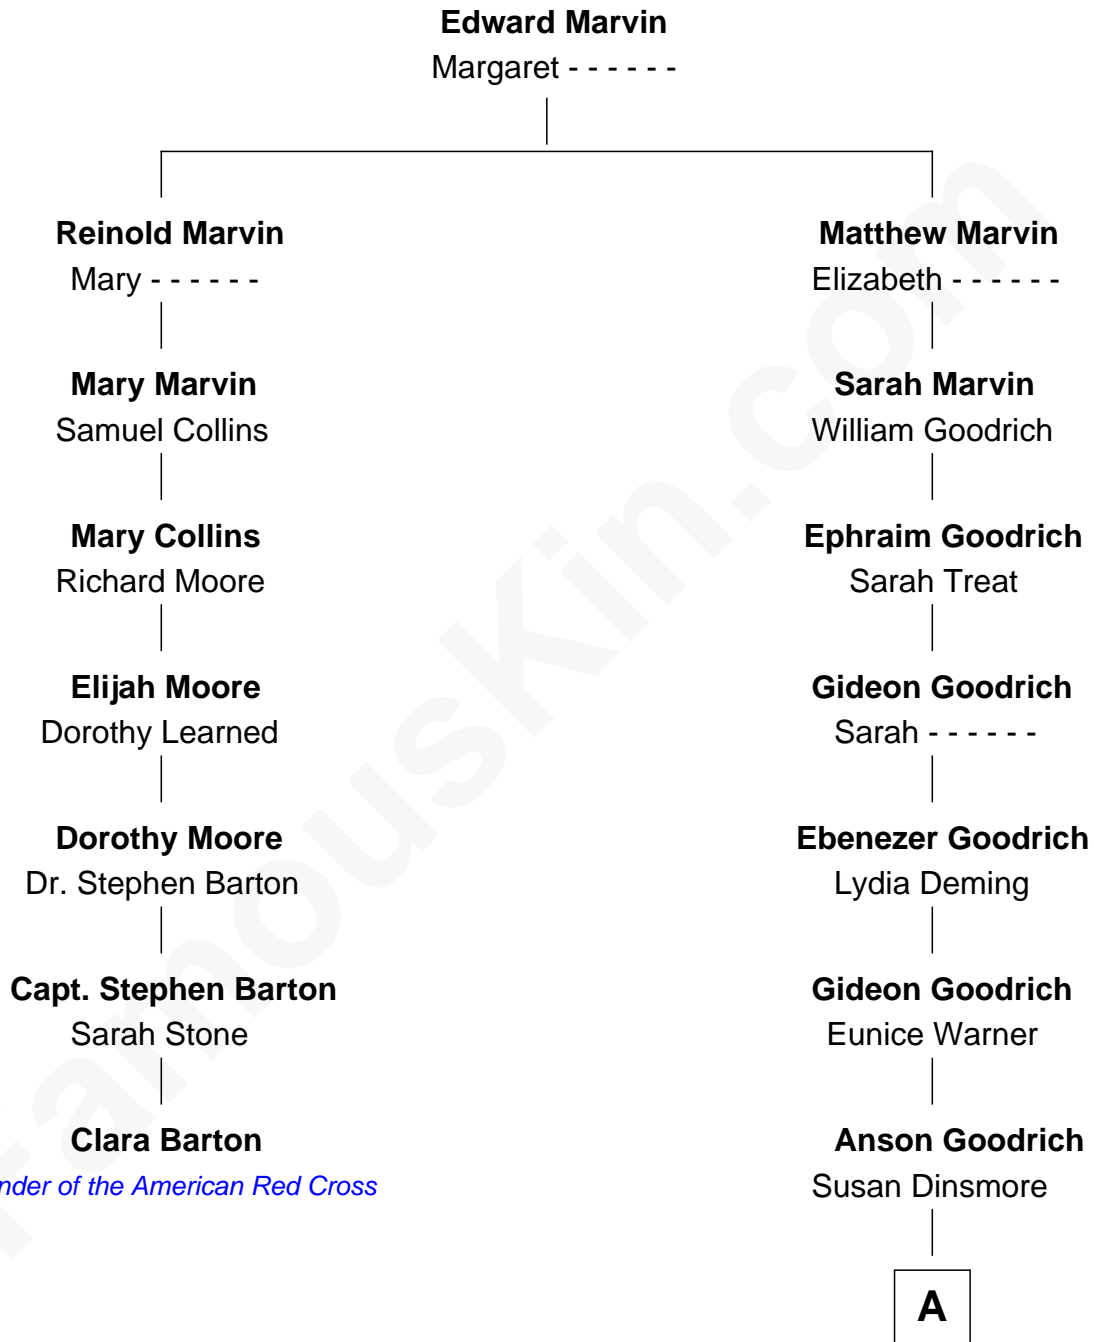 Edward Marvin
Margaret - - - - - -
Reinold Marvin
Mary - - - - - -
Mary Marvin
Samuel Collins
Mary Collins
Richard Moore
Elijah Moore
Dorothy Learned
Dorothy Moore
Dr. Stephen Barton
Capt. Stephen Barton
Sarah Stone
Clara Barton
nder of the American Red Cross
Matthew Marvin
Elizabeth - - - - - -
Sarah Marvin
William Goodrich
Ephraim Goodrich
Sarah Treat
Gideon Goodrich
Sarah - - - - - -
Ebenezer Goodrich
Lydia Deming
Gideon Goodrich
Eunice Warner
Anson Goodrich
Susan Dinsmore
A
FamousKin.com